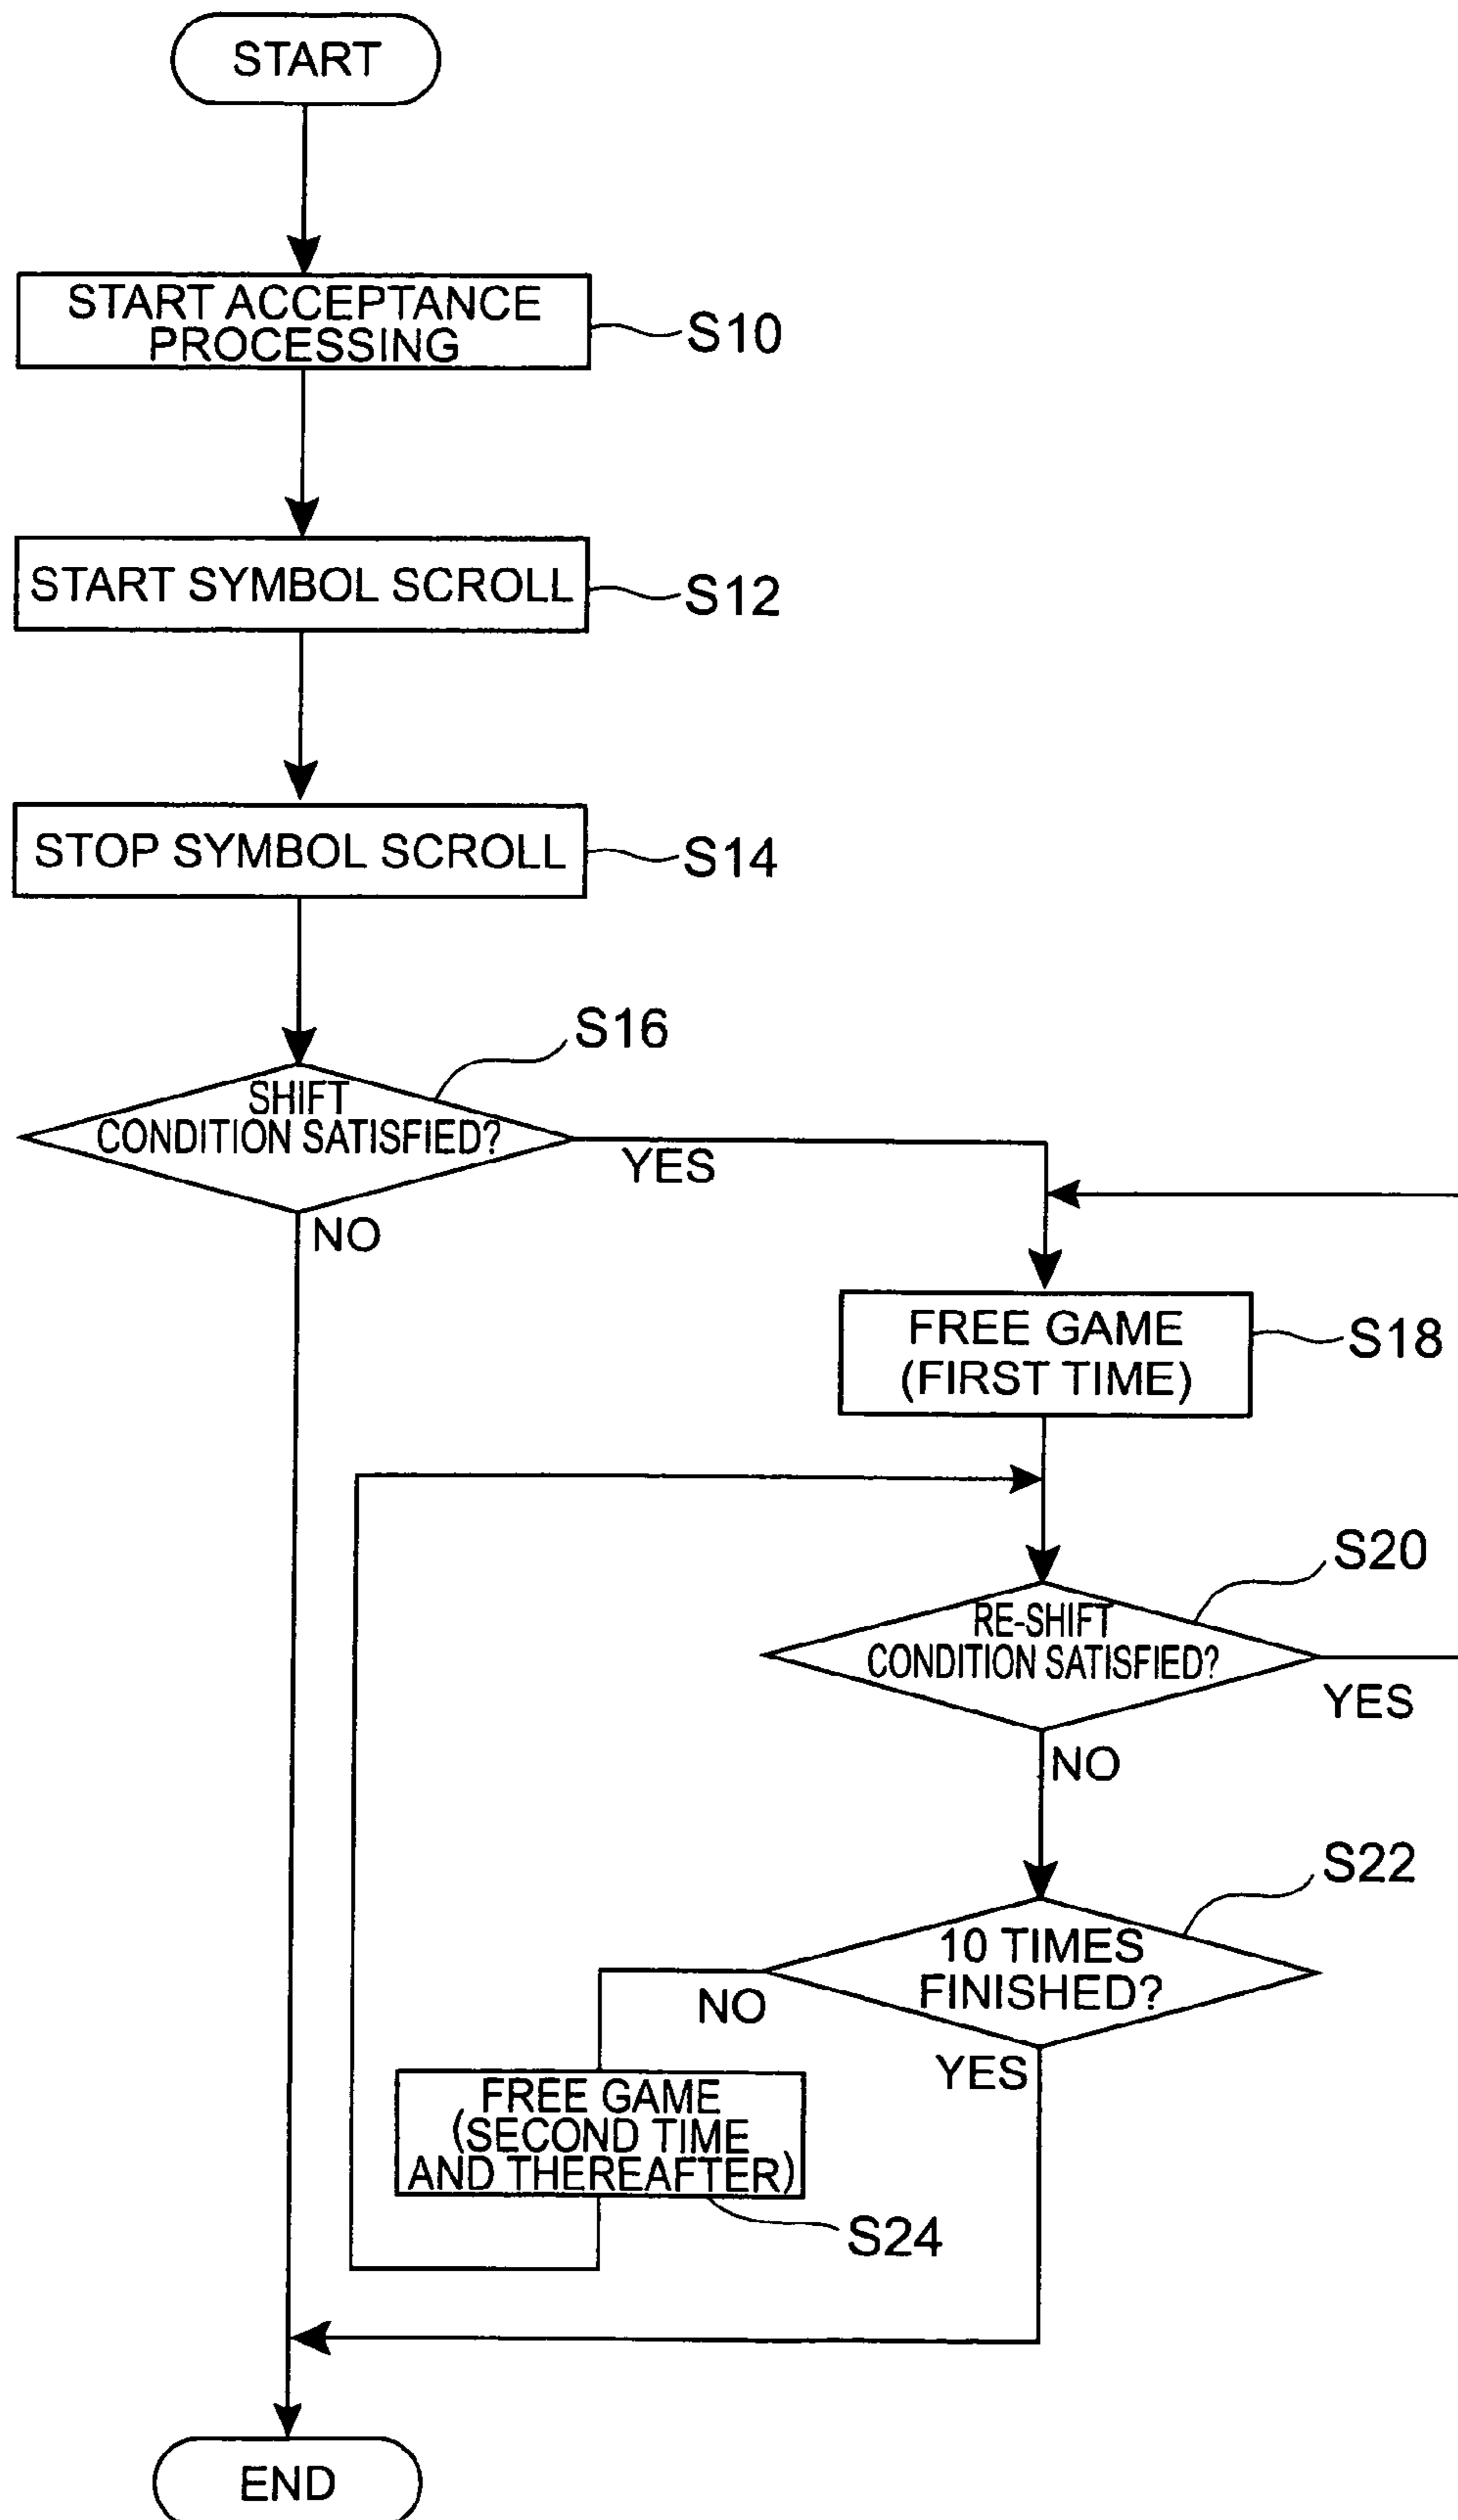 START
START ACCEPTANCE
PROCESSING
S10
START SYMBOL SCROLL
S12
STOP SYMBOL SCROLL
S14
S16
SHIFT
CONDITION SATISFIED?
YES
NO
FREE GAME
(FIRST TIME)
S18
S20
RE-SHIFT
CONDITION SATISFIED?
YES
NO
S22
10 TIMES
FINISHED?
NO
YES
FREE GAME
(SECOND TIME
AND THEREAFTER)
S24
END